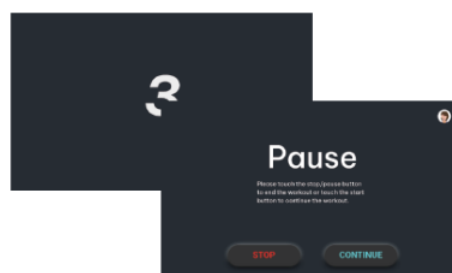 3
Pause
Please touch the stop/pause button
to end the workout or touch the start
button to continue the workout.
STOP
CONTINUE